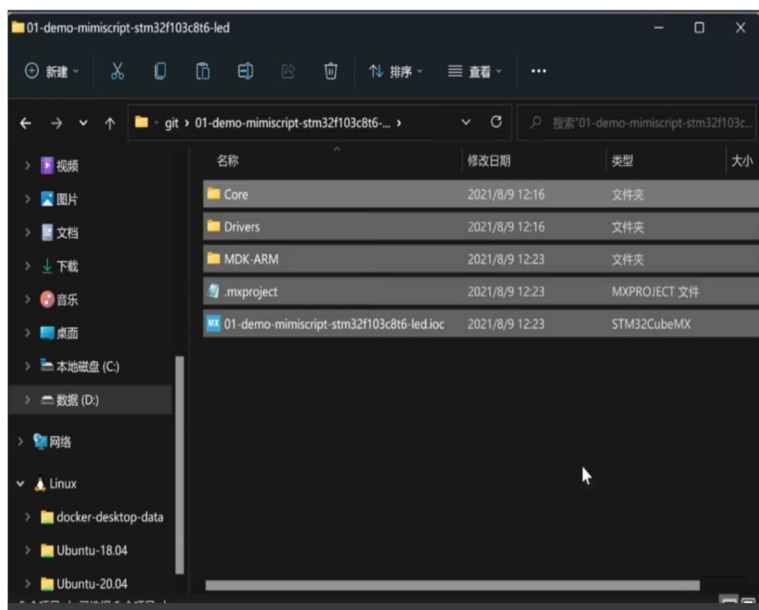 01-demo-mimiscript-stm32f103c8t6-led
新建 排序 查看 ...
git › 01-demo-mimiscript-stm32f103c8t6-... › 搜索"01-demo-mimiscript-stm32f103c...
名称 修改日期 类型 大小
视频
图片
文档
下载
音乐
桌面
本地磁盘 (C:)
数据 (D:)
网络
Linux
docker-desktop-data
Ubuntu-18.04
Ubuntu-20.04
Core 2021/8/9 12:16 文件夹
Drivers 2021/8/9 12:16 文件夹
MDK-ARM 2021/8/9 12:23 文件夹
.mxproject 2021/8/9 12:23 MXPROJECT 文件
MX 01-demo-mimiscript-stm32f103c8t6-led.ioc 2021/8/9 12:23 STM32CubeMX